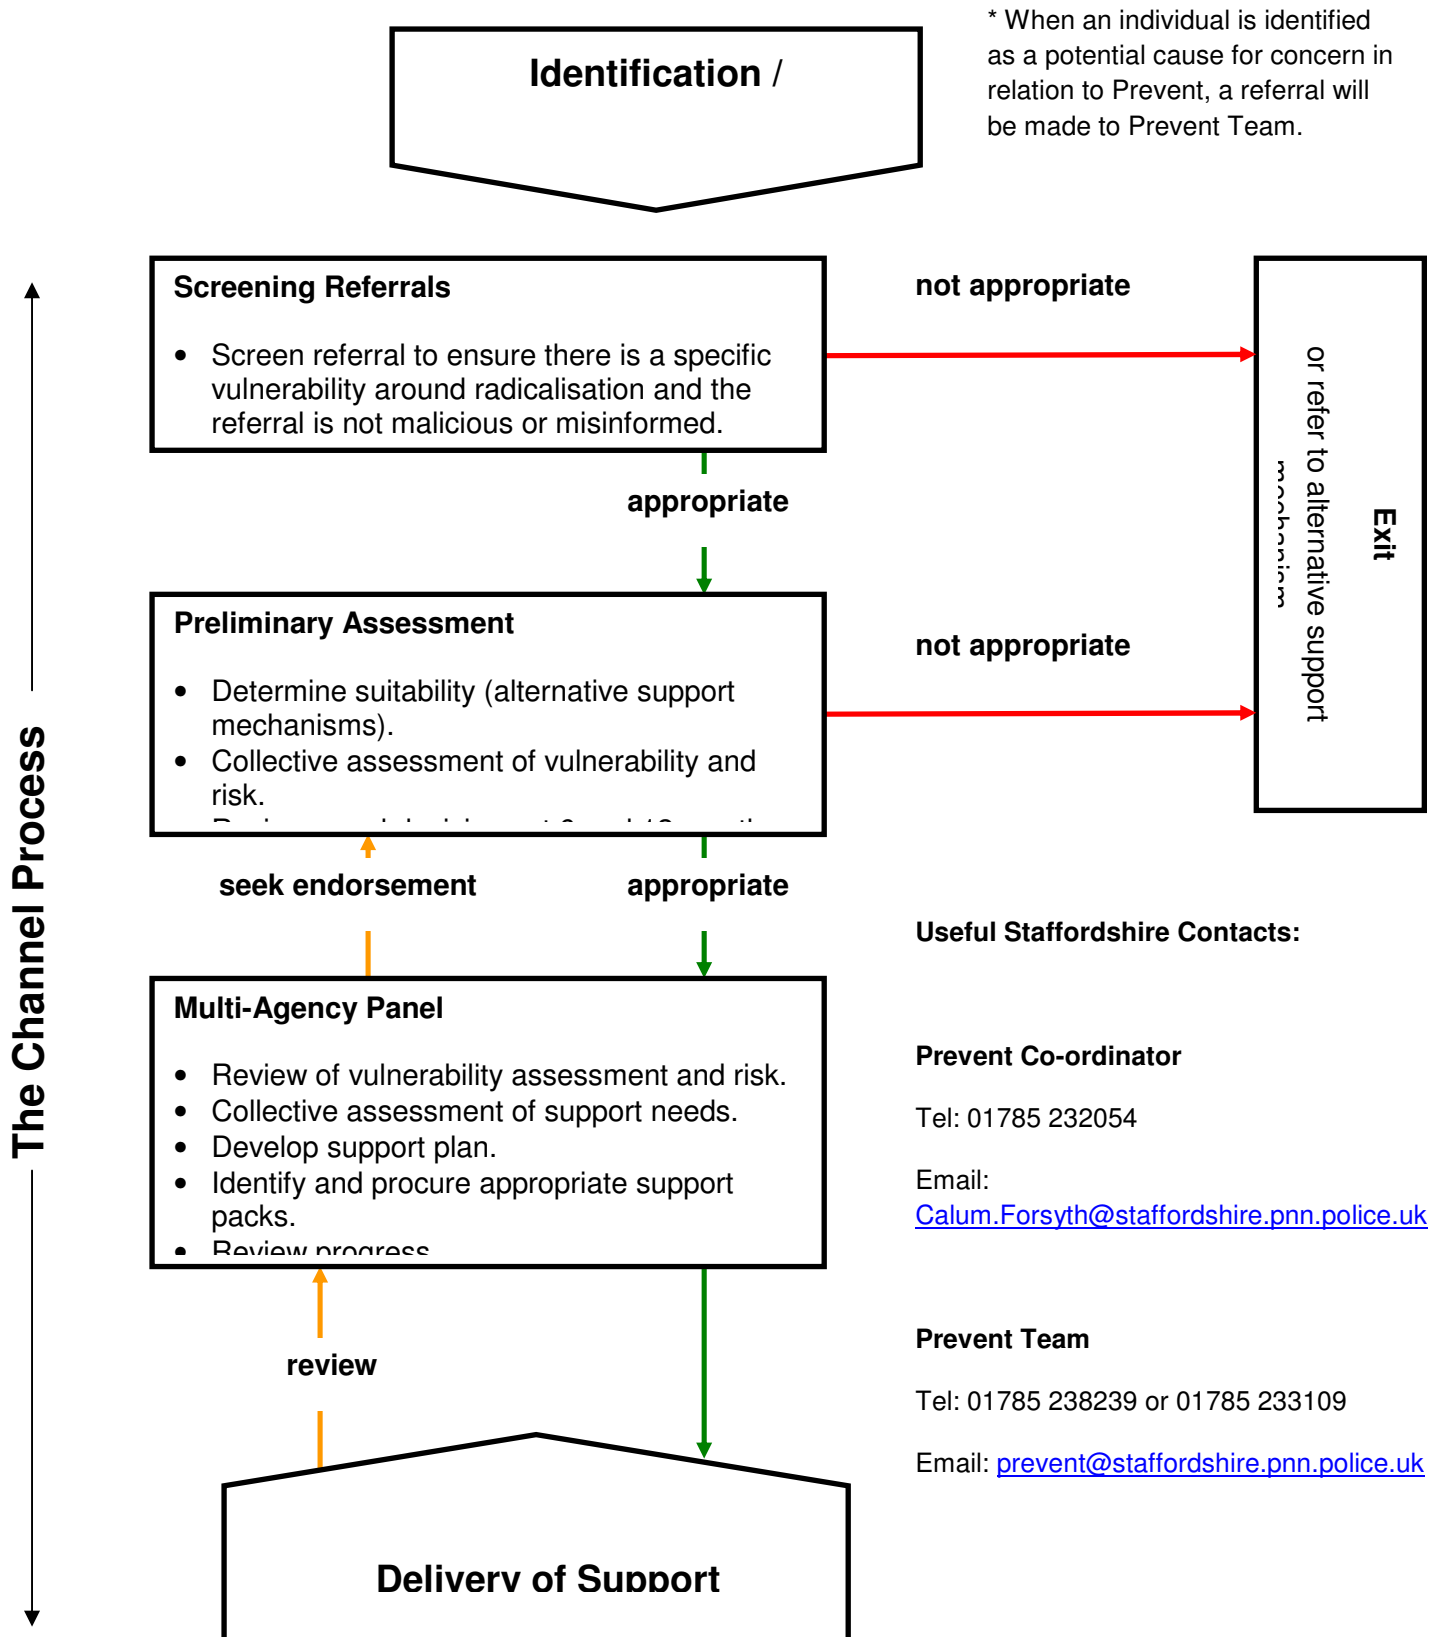 * When an individual is identified
as a potential cause for concern in
relation to Prevent, a referral will
be made to Prevent Team.
Identification /
Screening Referrals
• Screen referral to ensure there is a specific
vulnerability around radicalisation and the
referral is not malicious or misinformed.
not appropriate
Exit
or refer to alternative support
mechanism
appropriate
Preliminary Assessment
• Determine suitability (alternative support
mechanisms).
• Collective assessment of vulnerability and
risk.
not appropriate
The Channel Process
seek endorsement
appropriate
Multi-Agency Panel
• Review of vulnerability assessment and risk.
• Collective assessment of support needs.
• Develop support plan.
• Identify and procure appropriate support
packs.
• Review progress
review
Delivery of Support
Useful Staffordshire Contacts:
Prevent Co-ordinator
Tel: 01785 232054
Email:
Calum.Forsyth@staffordshire.pnn.police.uk
Prevent Team
Tel: 01785 238239 or 01785 233109
Email: prevent@staffordshire.pnn.police.uk